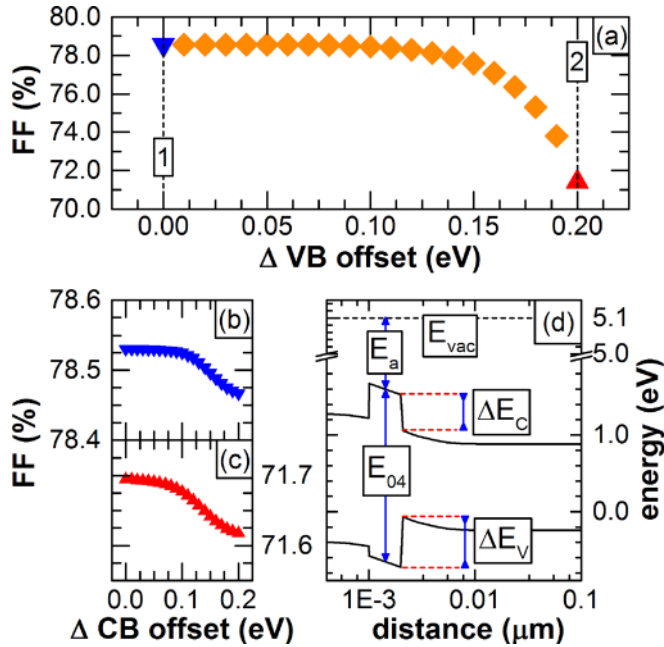 80.0
78.0
76.0
74.0
72.0
70.0
FF (%)
(a)
1
2
0.00 0.05 0.10 0.15 0.20
Δ VB offset (eV)
78.6
78.5
78.4
FF (%)
(b)
(c)
71.7
71.6
0.0 0.1 0.2
Δ CB offset (eV)
(d)
E_vac
E_a
E_04
ΔE_C
ΔE_V
5.1
5.0
1.0
0.0
energy (eV)
1E-3 0.01 0.1
distance (μm)